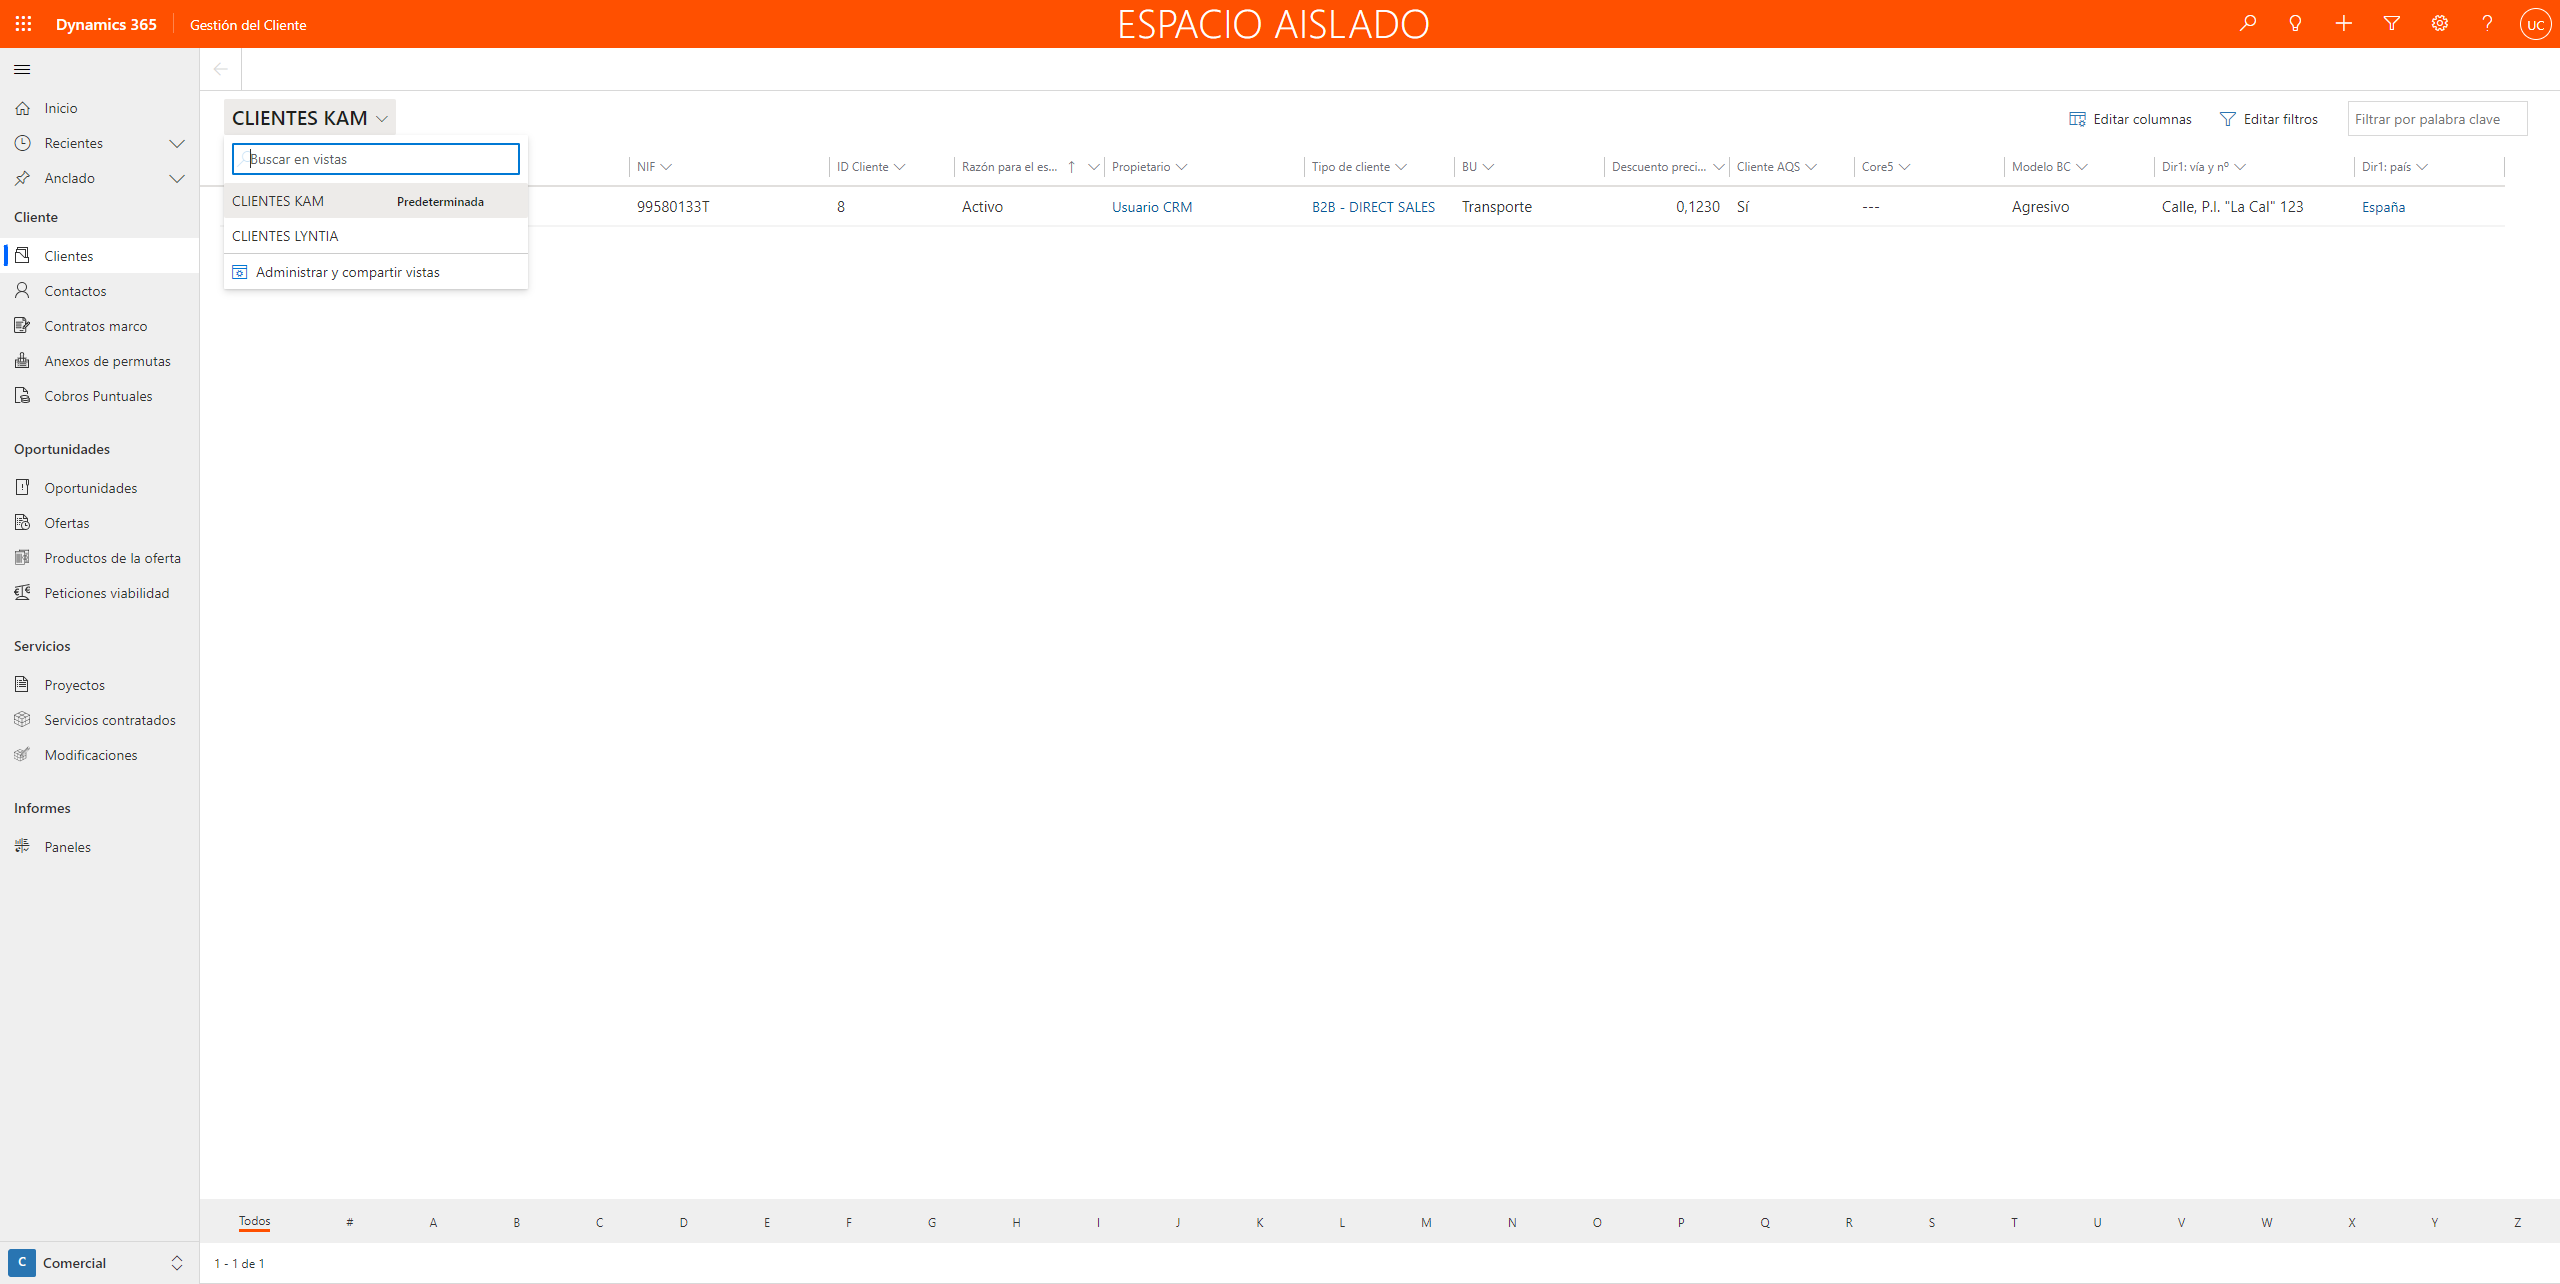 Dynamics 365
Gestión del Cliente
ESPACIO AISLADO
UC
Inicio
Recientes
Anclado
Cliente
Clientes
Contactos
Contratos marco
Anexos de permutas
Cobros Puntuales
Oportunidades
Oportunidades
Ofertas
Productos de la oferta
Peticiones viabilidad
Servicios
Proyectos
Servicios contratados
Modificaciones
Informes
Paneles
C Comercial
CLIENTES KAM
Editar columnas
Editar filtros
Filtrar por palabra clave
Buscar en vistas
CLIENTES KAM Predeterminada
CLIENTES LYNTIA
Administrar y compartir vistas
NIF ID Cliente Razón para el es... ↑ Propietario Tipo de cliente BU Descuento preci... Cliente AQS Core5 Modelo BC Dir1: vía y nº Dir1: país
99580133T 8 Activo Usuario CRM B2B - DIRECT SALES Transporte 0,1230 Sí --- Agresivo Calle, P.I. "La Cal" 123 España
Todos # A B C D E F G H I J K L M N O P Q R S T U V W X Y Z
1 - 1 de 1